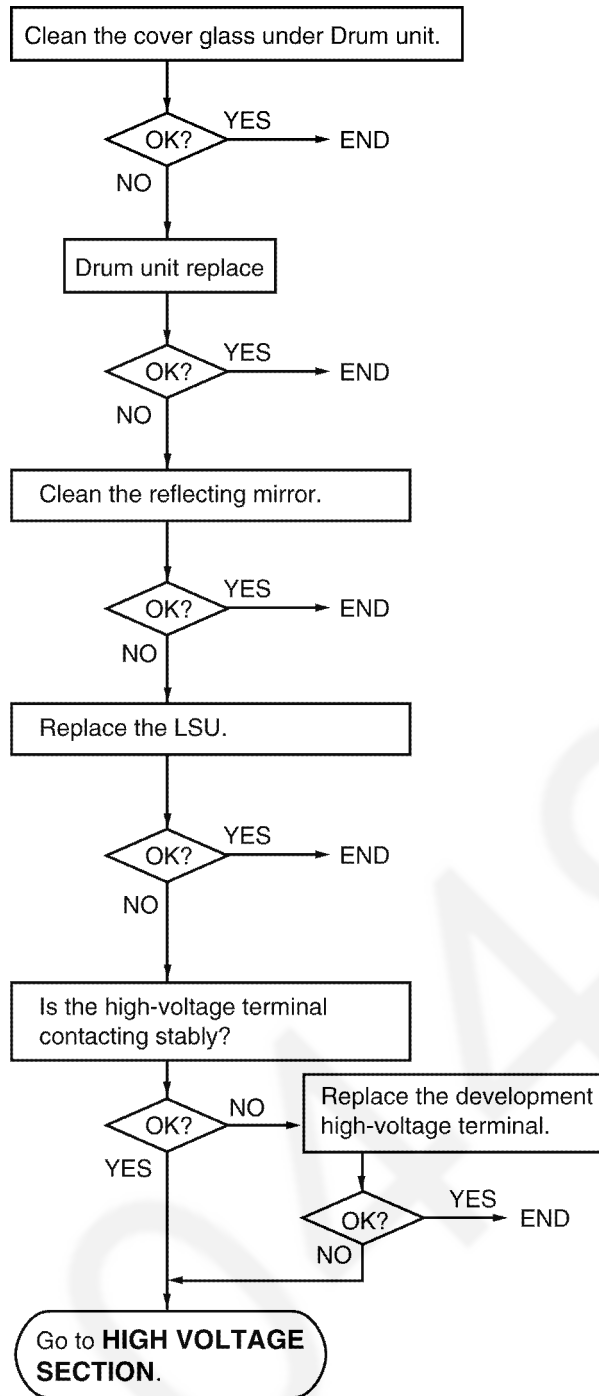 Clean the cover glass under Drum unit.
OK?
YES
END
NO
Drum unit replace
OK?
YES
END
NO
Clean the reflecting mirror.
OK?
YES
END
NO
Replace the LSU.
OK?
YES
END
NO
Is the high-voltage terminal
contacting stably?
OK?
NO
YES
Replace the development
high-voltage terminal.
OK?
YES
END
NO
Go to HIGH VOLTAGE
SECTION.